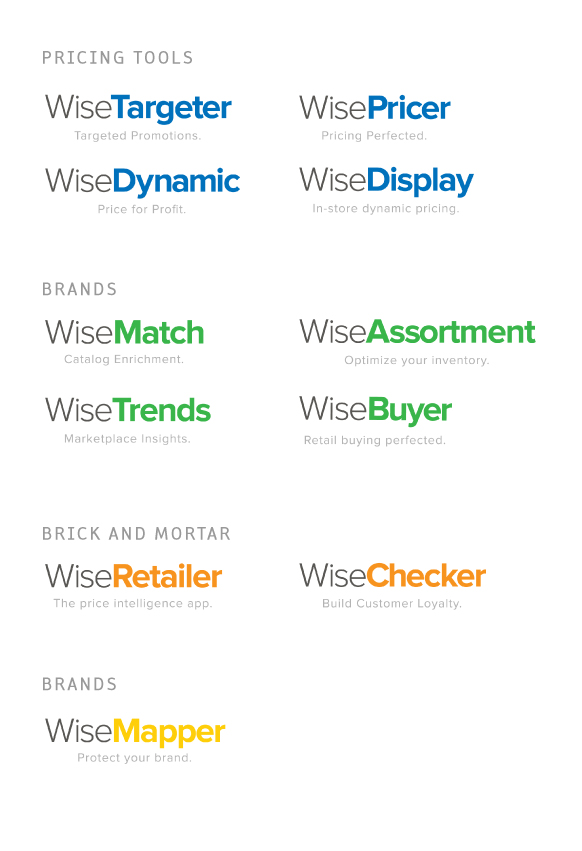 PRICING TOOLS
WiseTargeter
Targeted Promotions.
WisePricer
Pricing Perfected.
WiseDynamic
Price for Profit.
WiseDisplay
In-store dynamic pricing.
BRANDS
WiseMatch
Catalog Enrichment.
WiseAssortment
Optimize your inventory.
WiseTrends
Marketplace Insights.
WiseBuyer
Retail buying perfected.
BRICK AND MORTAR
WiseRetailer
The price intelligence app.
WiseChecker
Build Customer Loyalty.
BRANDS
WiseMapper
Protect your brand.